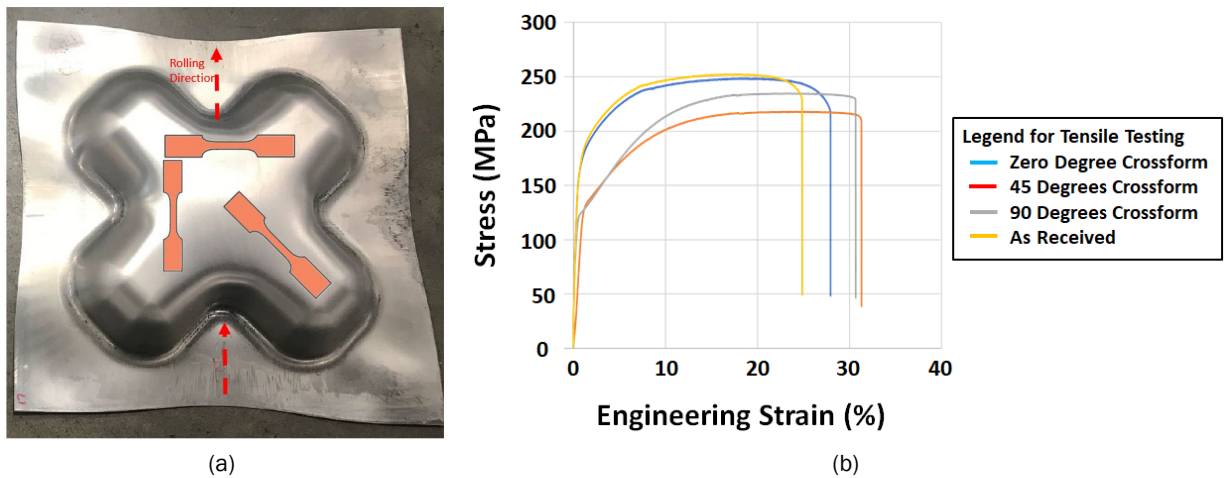 Rolling
Direction
(a)
300
250
200
150
100
50
0
0 10 20 30 40
Stress (MPa)
Engineering Strain (%)
Legend for Tensile Testing
Zero Degree Crossform
45 Degrees Crossform
90 Degrees Crossform
As Received
(b)